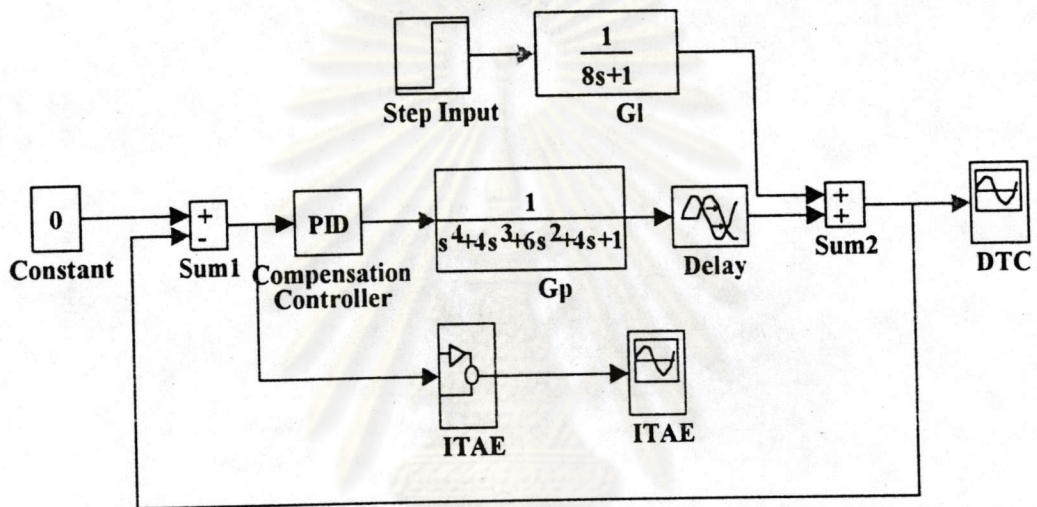 1
8s+1
Step Input
Gl
0
Constant
+
-
Sum1
PID
Compensation
Controller
1
s⁴+4s³+6s²+4s+1
Gp
Delay
+
+
Sum2
DTC
ITAE
ITAE